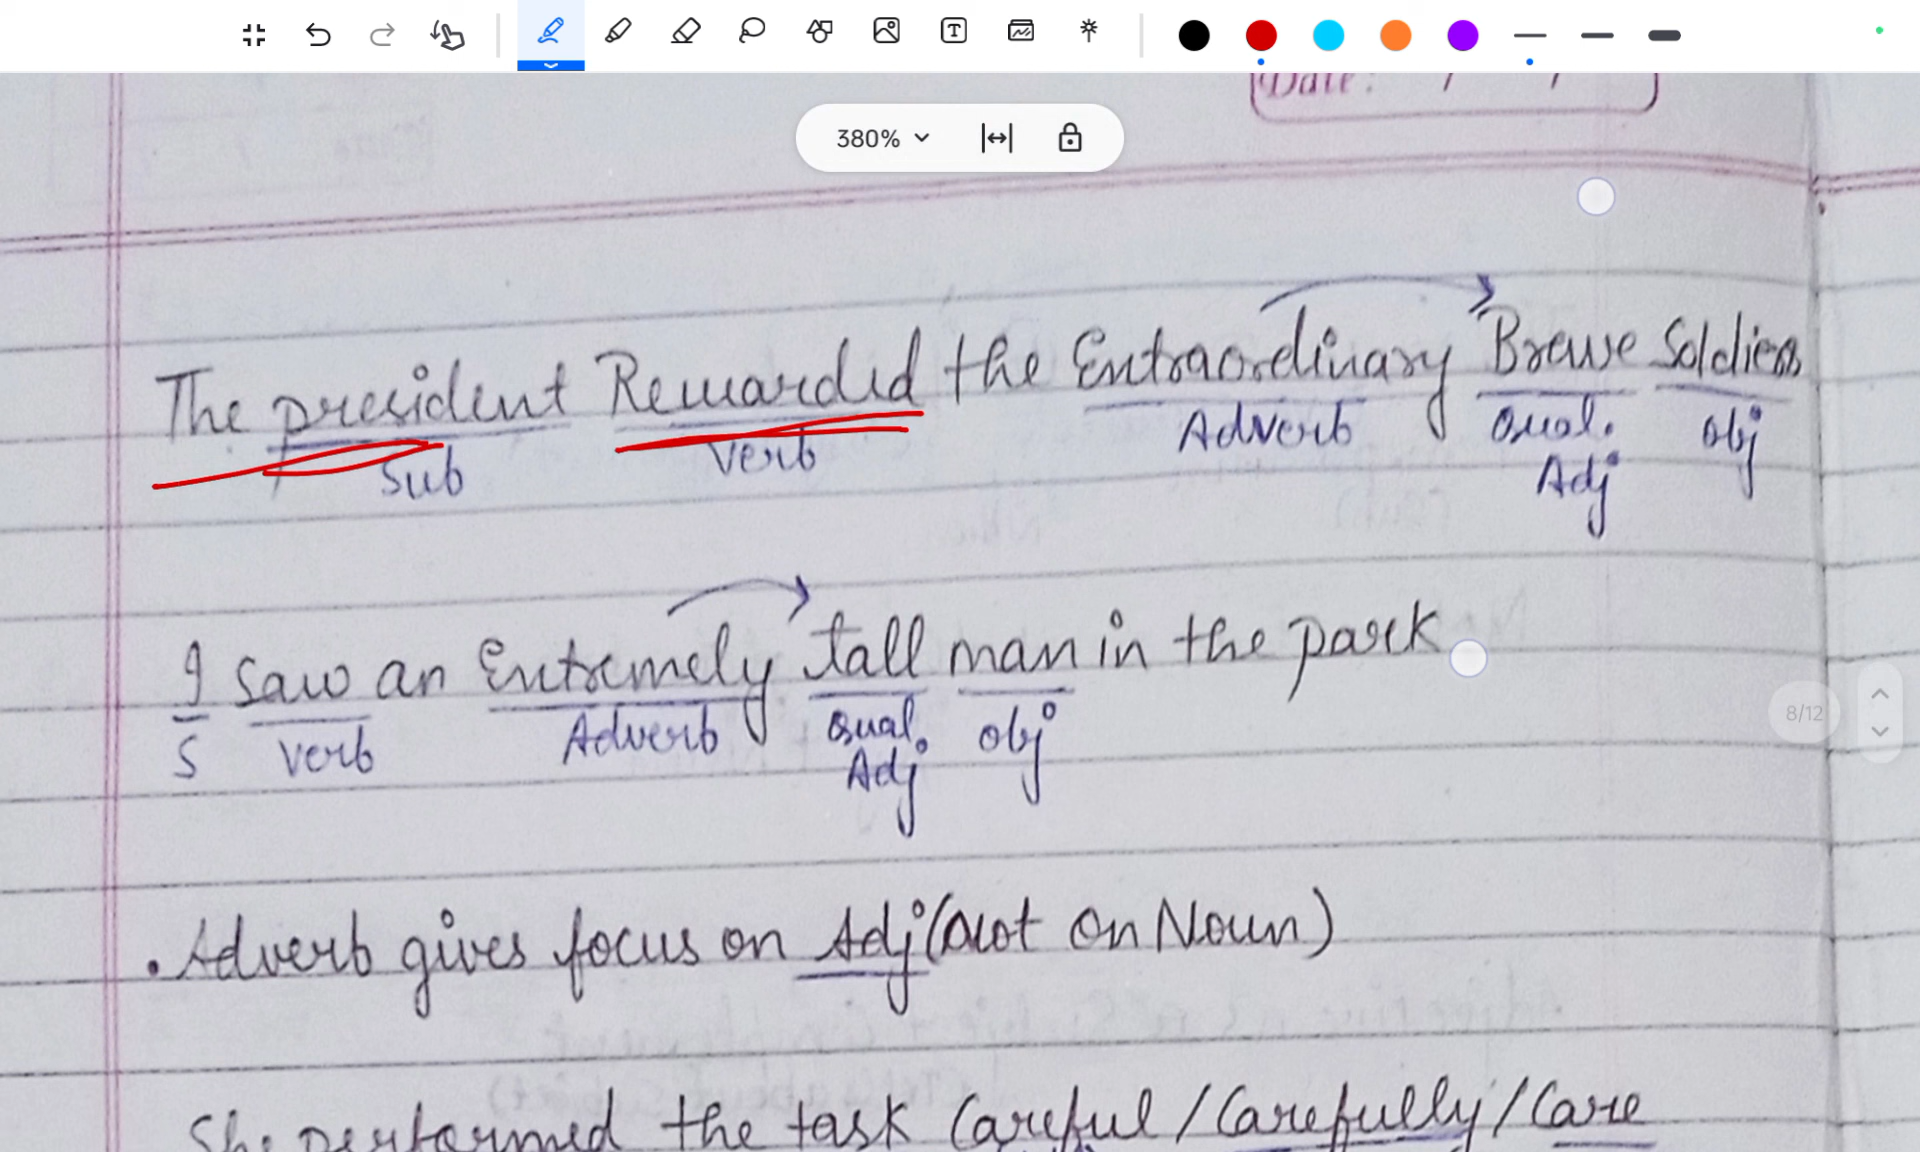 Date: / /
380%
The president Rewarded the Extraordinary Brave Soldiers
Sub Verb Adverb Qual. Adj obj
I saw an Extremely tall man in the park
S Verb Adverb Qual. Adj obj
8/12
. Adverb gives focus on Adj (not on Noun)
She performed the task Careful / Carefully / Care